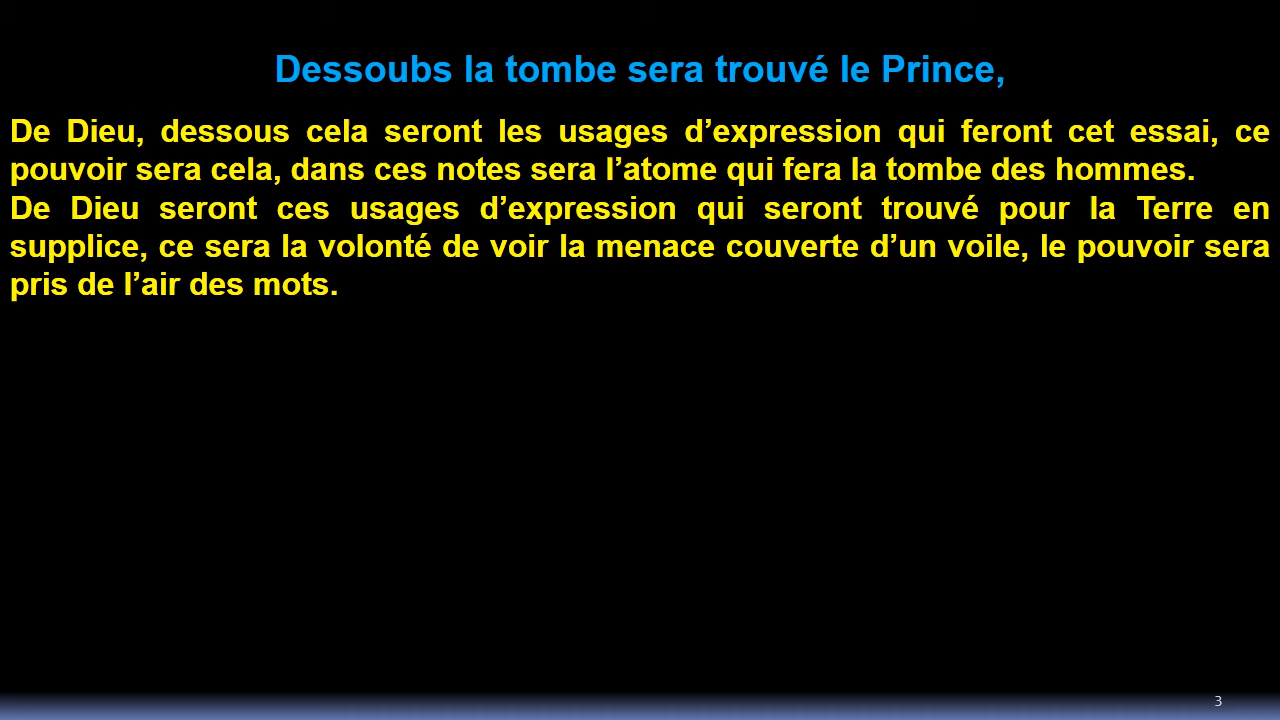 Dessoubs la tombe sera trouvé le Prince,
De Dieu, dessous cela seront les usages d’expression qui feront cet essai, ce
pouvoir sera cela, dans ces notes sera l’atome qui fera la tombe des hommes.
De Dieu seront ces usages d’expression qui seront trouvé pour la Terre en
supplice, ce sera la volonté de voir la menace couverte d’un voile, le pouvoir sera
pris de l’air des mots.
3